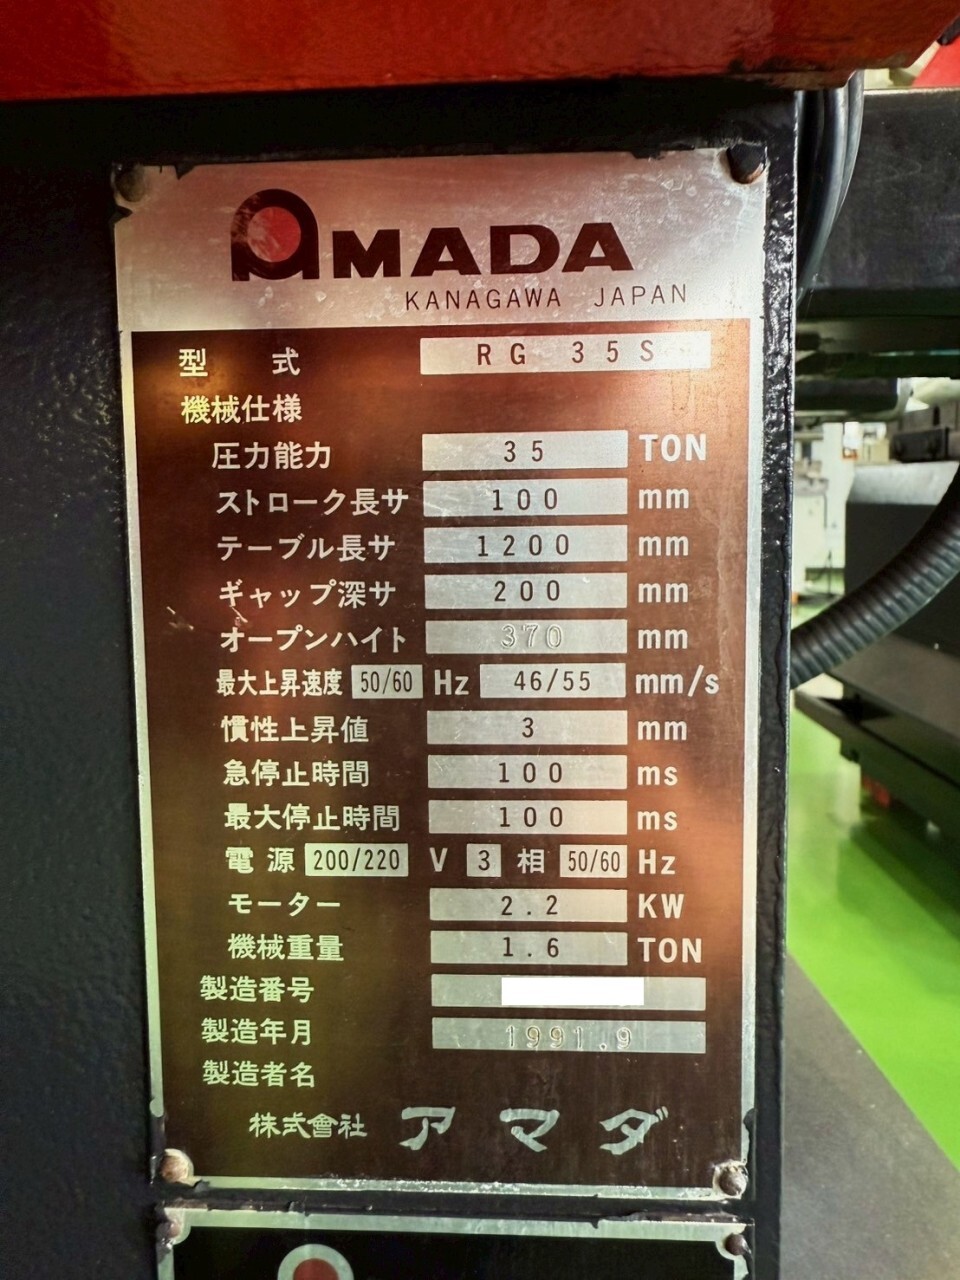 AMADA
KANAGAWA JAPAN
型式 RG 35S
機械仕様
圧力能力 35 TON
ストローク長サ 100 mm
テーブル長サ 1200 mm
ギャップ深サ 200 mm
オープンハイト 370 mm
最大上昇速度 50/60 Hz 46/55 mm/s
慣性上昇値 3 mm
急停止時間 100 ms
最大停止時間 100 ms
電源 200/220 V 3 相 50/60 Hz
モーター 2.2 KW
機械重量 1.6 TON
製造番号
製造年月 1991.9
製造者名
株式會社 アマダ